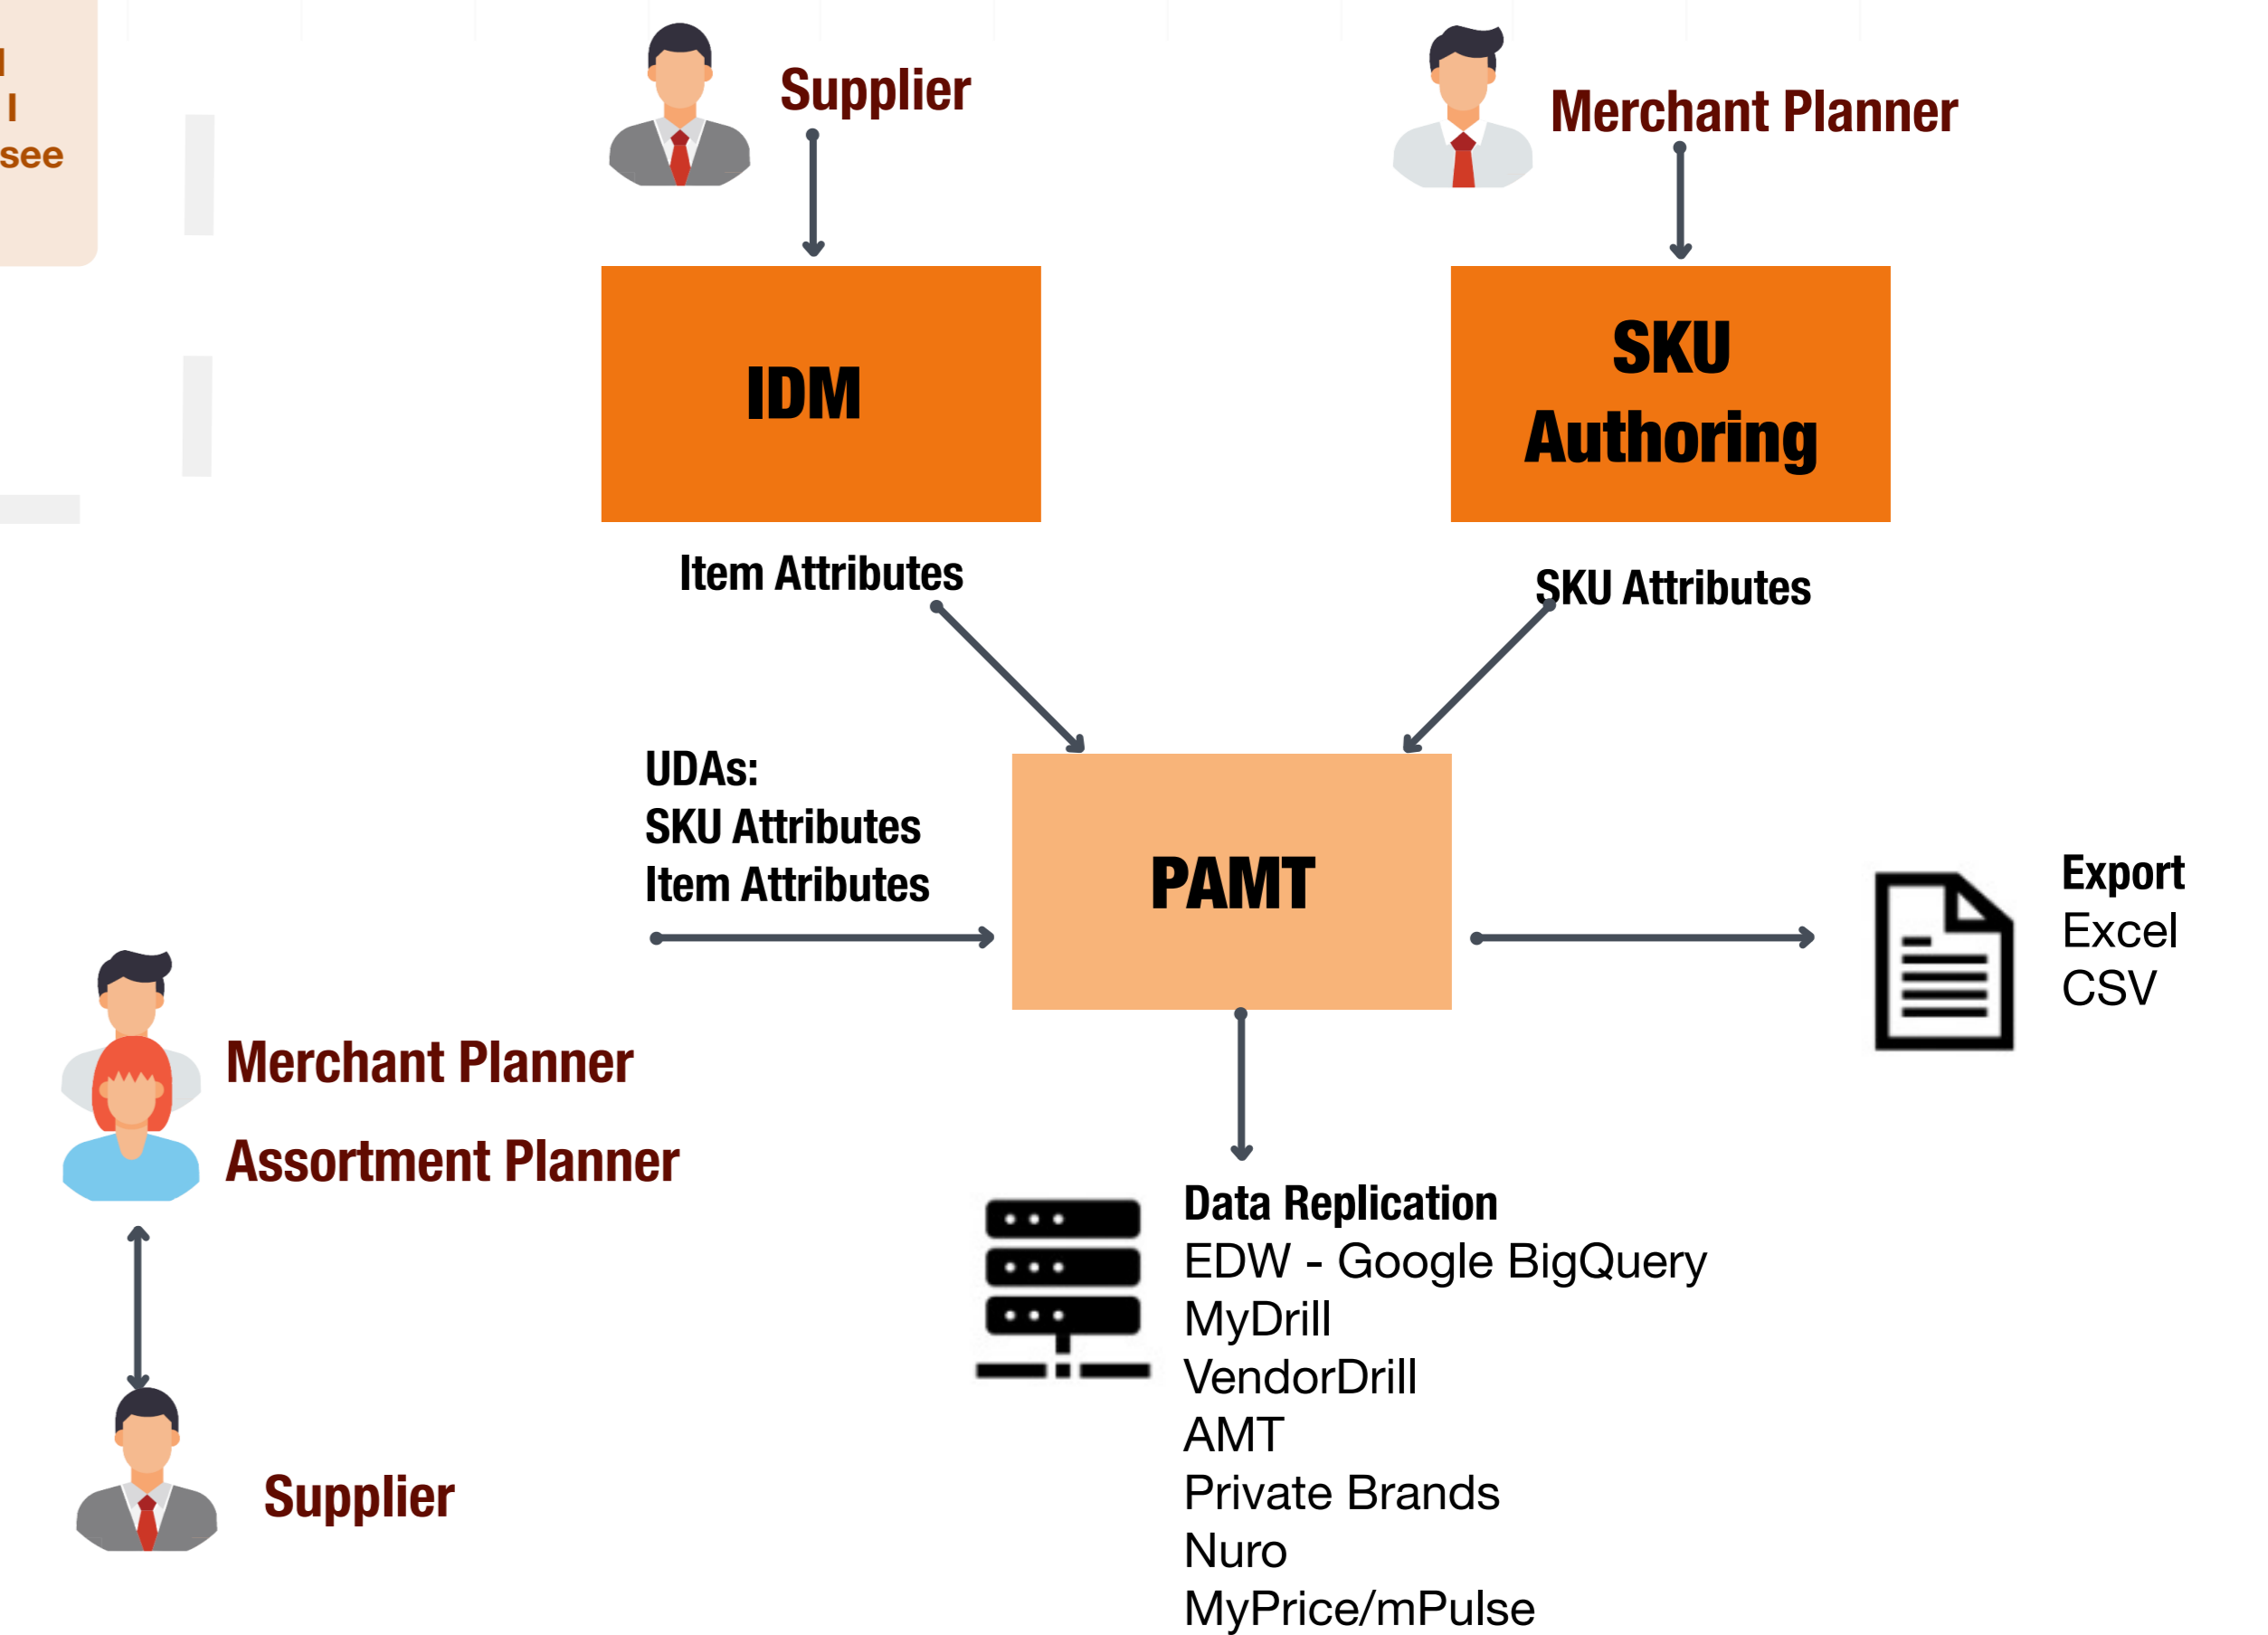 see
Supplier
Merchant Planner
IDM
SKU
Authoring
Item Attributes
SKU Attributes
UDAs:
SKU Attributes
Item Attributes
PAMT
Export
Excel
CSV
Merchant Planner
Assortment Planner
Supplier
Data Replication
EDW - Google BigQuery
MyDrill
VendorDrill
AMT
Private Brands
Nuro
MyPrice/mPulse